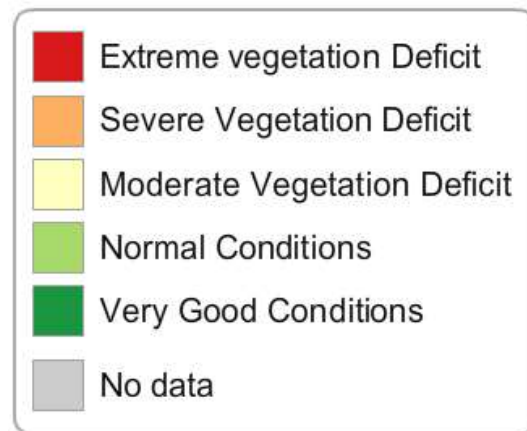 Extreme vegetation Deficit
Severe Vegetation Deficit
Moderate Vegetation Deficit
Normal Conditions
Very Good Conditions
No data